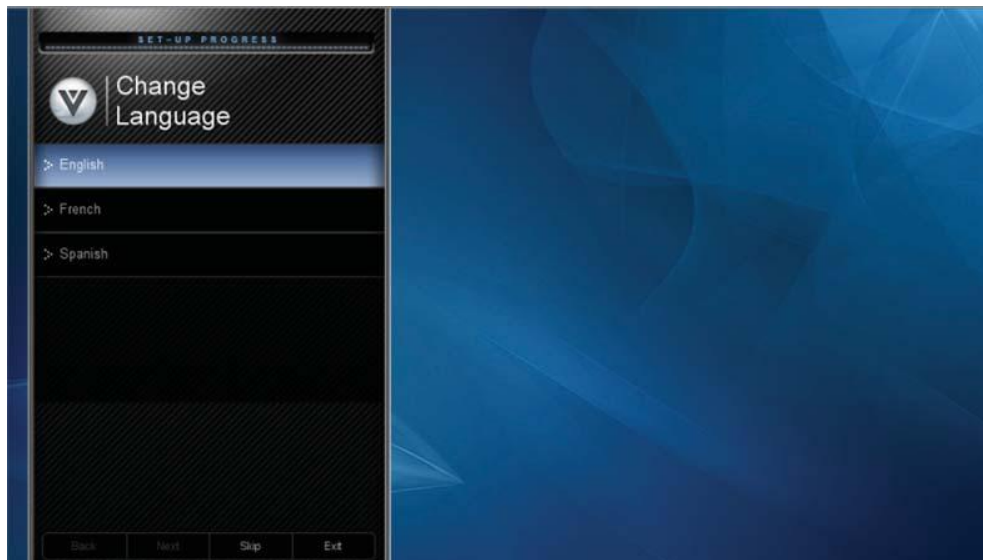 SET-UP PROGRESS
Change
Language
English
French
Spanish
Back Next Skip Exit